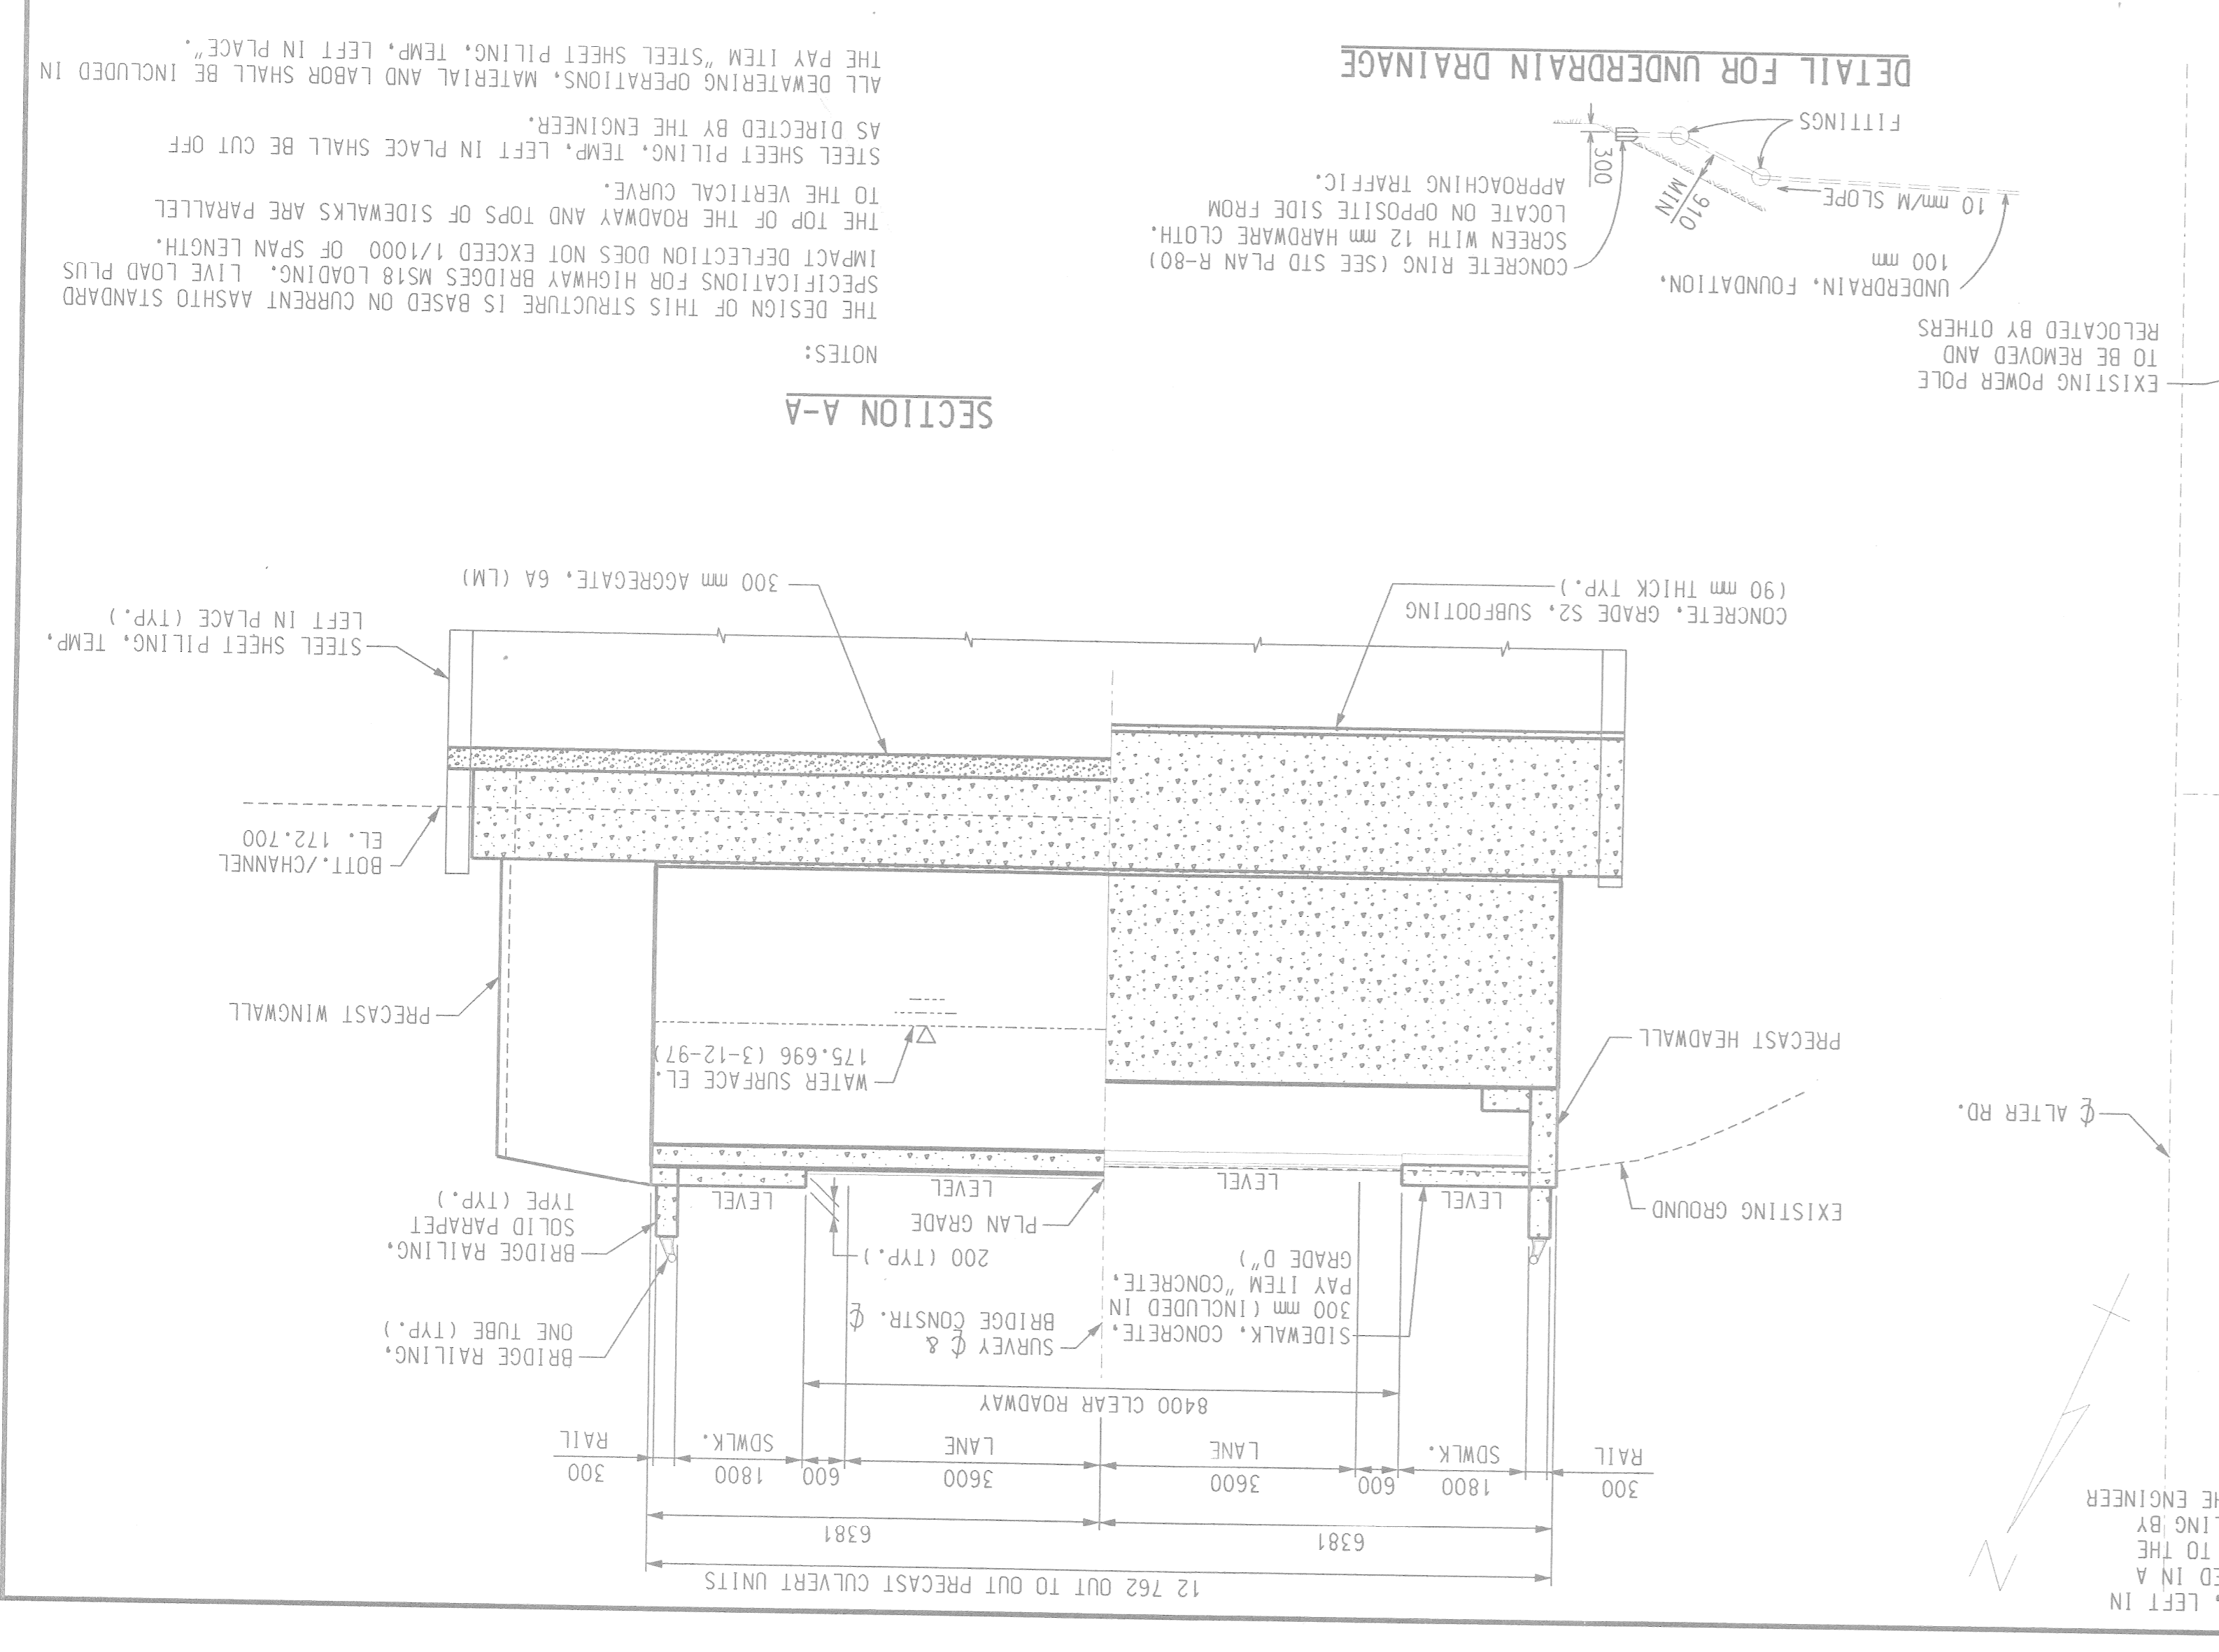 , LEFT IN
ED IN A
TO THE
LING BY
HE ENGINEER
12 762 OUT TO OUT PRECAST CULVERT UNITS
6381
6381
300
RAIL
1800
SDWLK.
600
3600
LANE
3600
LANE
600
1800
SDWLK.
300
RAIL
8400 CLEAR ROADWAY
SIDEWALK, CONCRETE,
300 mm (INCLUDED IN
PAY ITEM "CONCRETE,
GRADE D")
SURVEY ℄ &
BRIDGE CONSTR. ℄
BRIDGE RAILING,
ONE TUBE (TYP.)
200 (TYP.)
PLAN GRADE
BRIDGE RAILING,
SOLID PARAPET
TYPE (TYP.)
EXISTING GROUND
LEVEL
LEVEL
LEVEL
LEVEL
℄ ALTER RD.
PRECAST HEADWALL
WATER SURFACE EL.
175.696 (3-12-97)
PRECAST WINGWALL
BOTT./CHANNEL
EL. 172.700
CONCRETE, GRADE S2, SUBFOOTING
(90 mm THICK TYP.)
300 mm AGGREGATE, 6A (LM)
STEEL SHEET PILING, TEMP,
LEFT IN PLACE (TYP.)
SECTION A-A
EXISTING POWER POLE
TO BE REMOVED AND
RELOCATED BY OTHERS
UNDERDRAIN, FOUNDATION,
100 mm
10 mm/M SLOPE
FITTINGS
910
MIN
300
CONCRETE RING (SEE STD PLAN R-80)
SCREEN WITH 12 mm HARDWARE CLOTH.
LOCATE ON OPPOSITE SIDE FROM
APPROACHING TRAFFIC.
DETAIL FOR UNDERDRAIN DRAINAGE
NOTES:
THE DESIGN OF THIS STRUCTURE IS BASED ON CURRENT AASHTO STANDARD
SPECIFICATIONS FOR HIGHWAY BRIDGES MS18 LOADING. LIVE LOAD PLUS
IMPACT DEFLECTION DOES NOT EXCEED 1/1000 OF SPAN LENGTH.
THE TOP OF THE ROADWAY AND TOPS OF SIDEWALKS ARE PARALLEL
TO THE VERTICAL CURVE.
STEEL SHEET PILING, TEMP, LEFT IN PLACE SHALL BE CUT OFF
AS DIRECTED BY THE ENGINEER.
ALL DEWATERING OPERATIONS, MATERIAL AND LABOR SHALL BE INCLUDED IN
THE PAY ITEM "STEEL SHEET PILING, TEMP, LEFT IN PLACE".